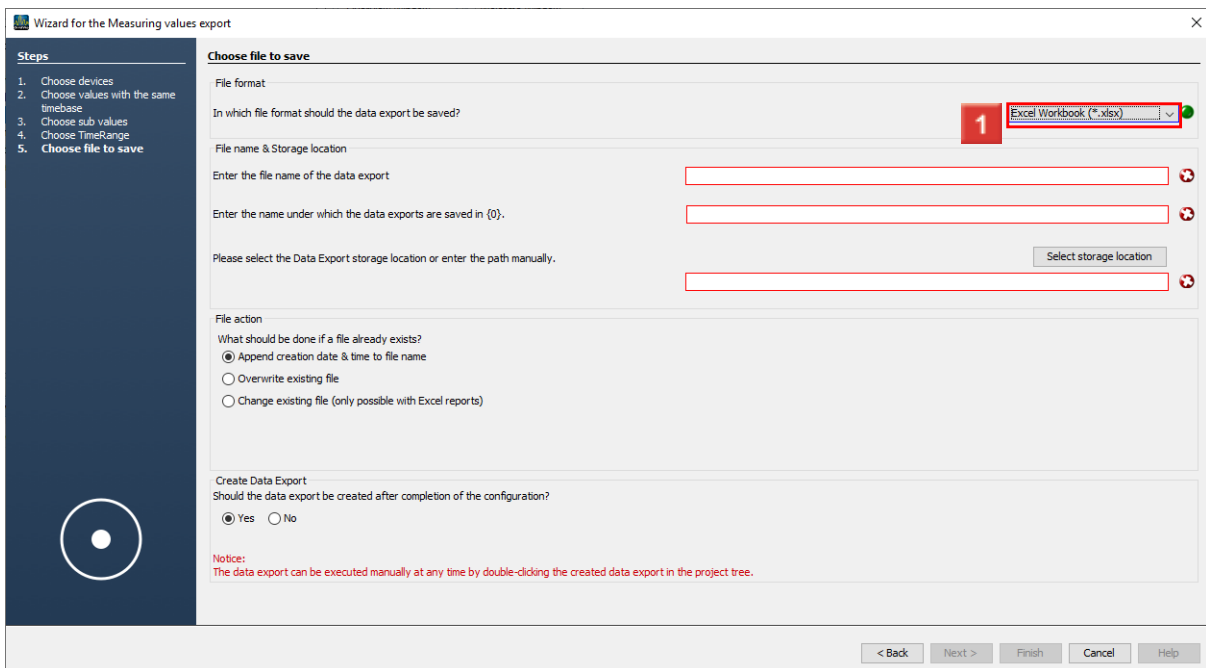 Wizard for the Measuring values export
Steps
1. Choose devices
2. Choose values with the same
timebase
3. Choose sub values
4. Choose TimeRange
5. Choose file to save
Choose file to save
File format
In which file format should the data export be saved?
1
Excel Workbook (*.xlsx)
File name & Storage location
Enter the file name of the data export
Enter the name under which the data exports are saved in {0}.
Please select the Data Export storage location or enter the path manually.
Select storage location
File action
What should be done if a file already exists?
Append creation date & time to file name
Overwrite existing file
Change existing file (only possible with Excel reports)
Create Data Export
Should the data export be created after completion of the configuration?
Yes No
Notice:
The data export can be executed manually at any time by double-clicking the created data export in the project tree.
< Back Next > Finish Cancel Help